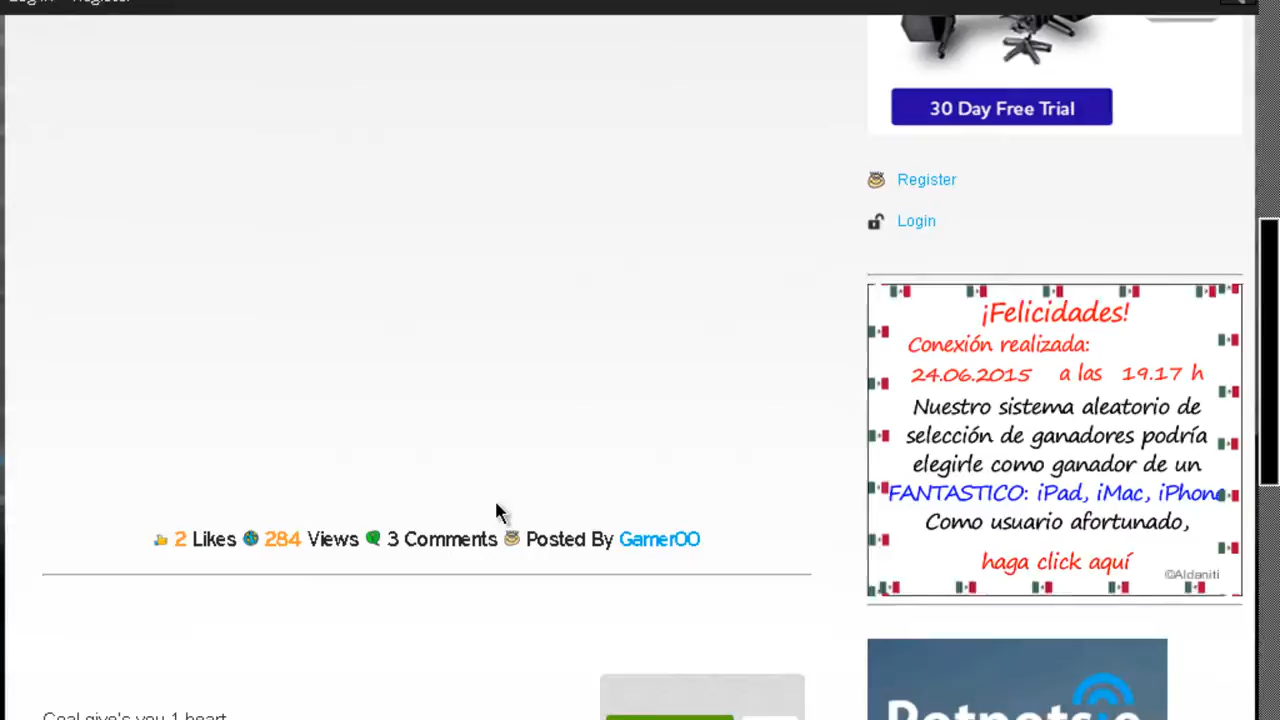 30 Day Free Trial
Register
Login
¡Felicidades!
Conexión realizada:
24.06.2015 a las 19.17 h
Nuestro sistema aleatorio de
selección de ganadores podría
elegirle como ganador de un
FANTASTICO: iPad, iMac, iPhone
Como usuario afortunado,
haga click aquí
©Aldaniti
2 Likes 284 Views 3 Comments Posted By GamerOO